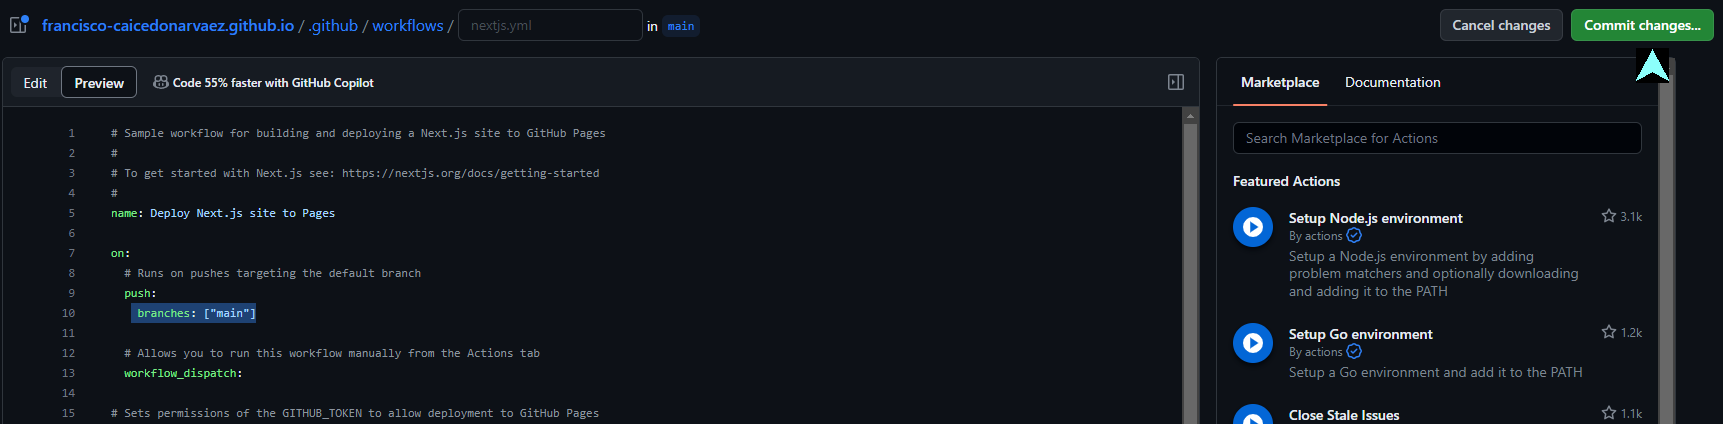 francisco-caicedonarvaez.github.io / .github / workflows / nextjs.yml in main
Cancel changes
Commit changes...
Edit
Preview
Code 55% faster with GitHub Copilot
1 # Sample workflow for building and deploying a Next.js site to GitHub Pages
2 #
3 # To get started with Next.js see: https://nextjs.org/docs/getting-started
4 #
5 name: Deploy Next.js site to Pages
6
7 on:
8 # Runs on pushes targeting the default branch
9 push:
10 branches: ["main"]
11
12 # Allows you to run this workflow manually from the Actions tab
13 workflow_dispatch:
14
15 # Sets permissions of the GITHUB_TOKEN to allow deployment to GitHub Pages
Marketplace
Documentation
Search Marketplace for Actions
Featured Actions
Setup Node.js environment
3.1k
By actions
Setup a Node.js environment by adding
problem matchers and optionally downloading
and adding it to the PATH
Setup Go environment
1.2k
By actions
Setup a Go environment and add it to the PATH
Close Stale Issues
1.1k